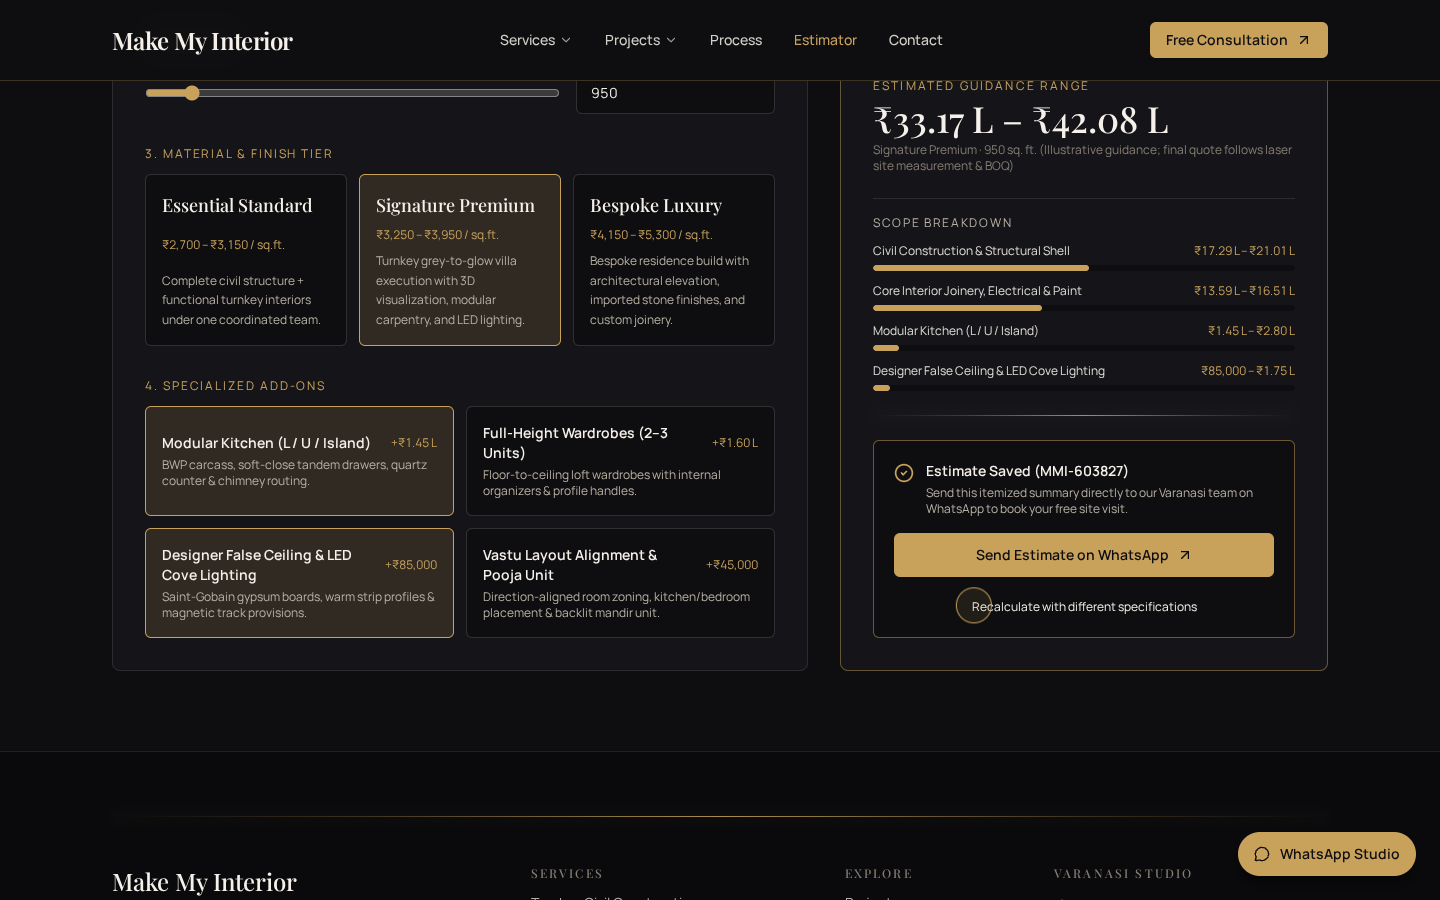 Make My Interior
Services
Projects
Process
Estimator
Contact
Free Consultation
950
3. MATERIAL & FINISH TIER
Essential Standard
₹2,700 – ₹3,150 / sq.ft.
Complete civil structure +
functional turnkey interiors
under one coordinated team.
Signature Premium
₹3,250 – ₹3,950 / sq.ft.
Turnkey grey-to-glow villa
execution with 3D
visualization, modular
carpentry, and LED lighting.
Bespoke Luxury
₹4,150 – ₹5,300 / sq.ft.
Bespoke residence build with
architectural elevation,
imported stone finishes, and
custom joinery.
4. SPECIALIZED ADD-ONS
Modular Kitchen (L / U / Island)
+₹1.45 L
BWP carcass, soft-close tandem drawers, quartz
counter & chimney routing.
Full-Height Wardrobes (2–3
Units)
+₹1.60 L
Floor-to-ceiling loft wardrobes with internal
organizers & profile handles.
Designer False Ceiling & LED
Cove Lighting
+₹85,000
Saint-Gobain gypsum boards, warm strip profiles &
magnetic track provisions.
Vastu Layout Alignment &
Pooja Unit
+₹45,000
Direction-aligned room zoning, kitchen/bedroom
placement & backlit mandir unit.
ESTIMATED GUIDANCE RANGE
₹33.17 L – ₹42.08 L
Signature Premium · 950 sq. ft. (Illustrative guidance; final quote follows laser
site measurement & BOQ)
SCOPE BREAKDOWN
Civil Construction & Structural Shell
₹17.29 L – ₹21.01 L
Core Interior Joinery, Electrical & Paint
₹13.59 L – ₹16.51 L
Modular Kitchen (L / U / Island)
₹1.45 L – ₹2.80 L
Designer False Ceiling & LED Cove Lighting
₹85,000 – ₹1.75 L
Estimate Saved (MMI-603827)
Send this itemized summary directly to our Varanasi team on
WhatsApp to book your free site visit.
Send Estimate on WhatsApp
Recalculate with different specifications
WhatsApp Studio
Make My Interior
SERVICES
EXPLORE
VARANASI STUDIO